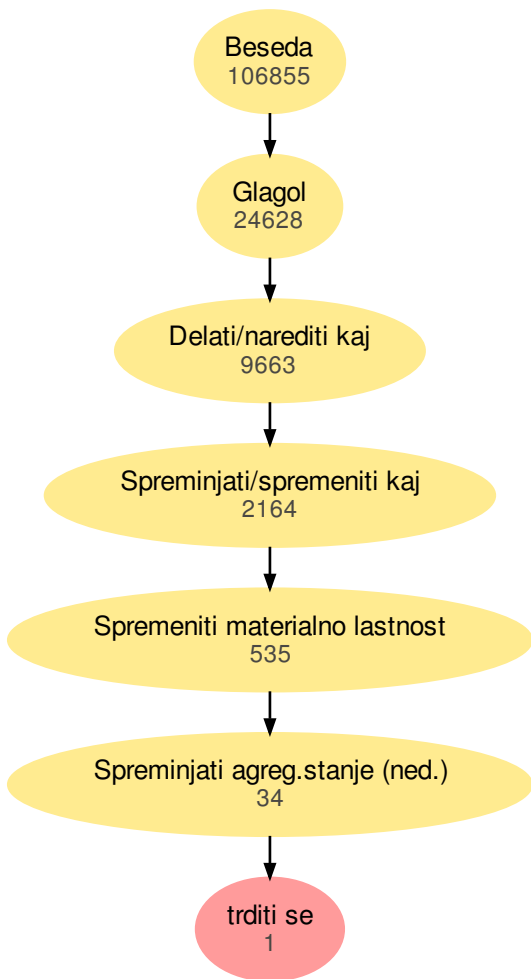 Beseda
106855
Glagol
24628
Delati/narediti kaj
9663
Spreminjati/spremeniti kaj
2164
Spremeniti materialno lastnost
535
Spreminjati agreg.stanje (ned.)
34
trditi se
1